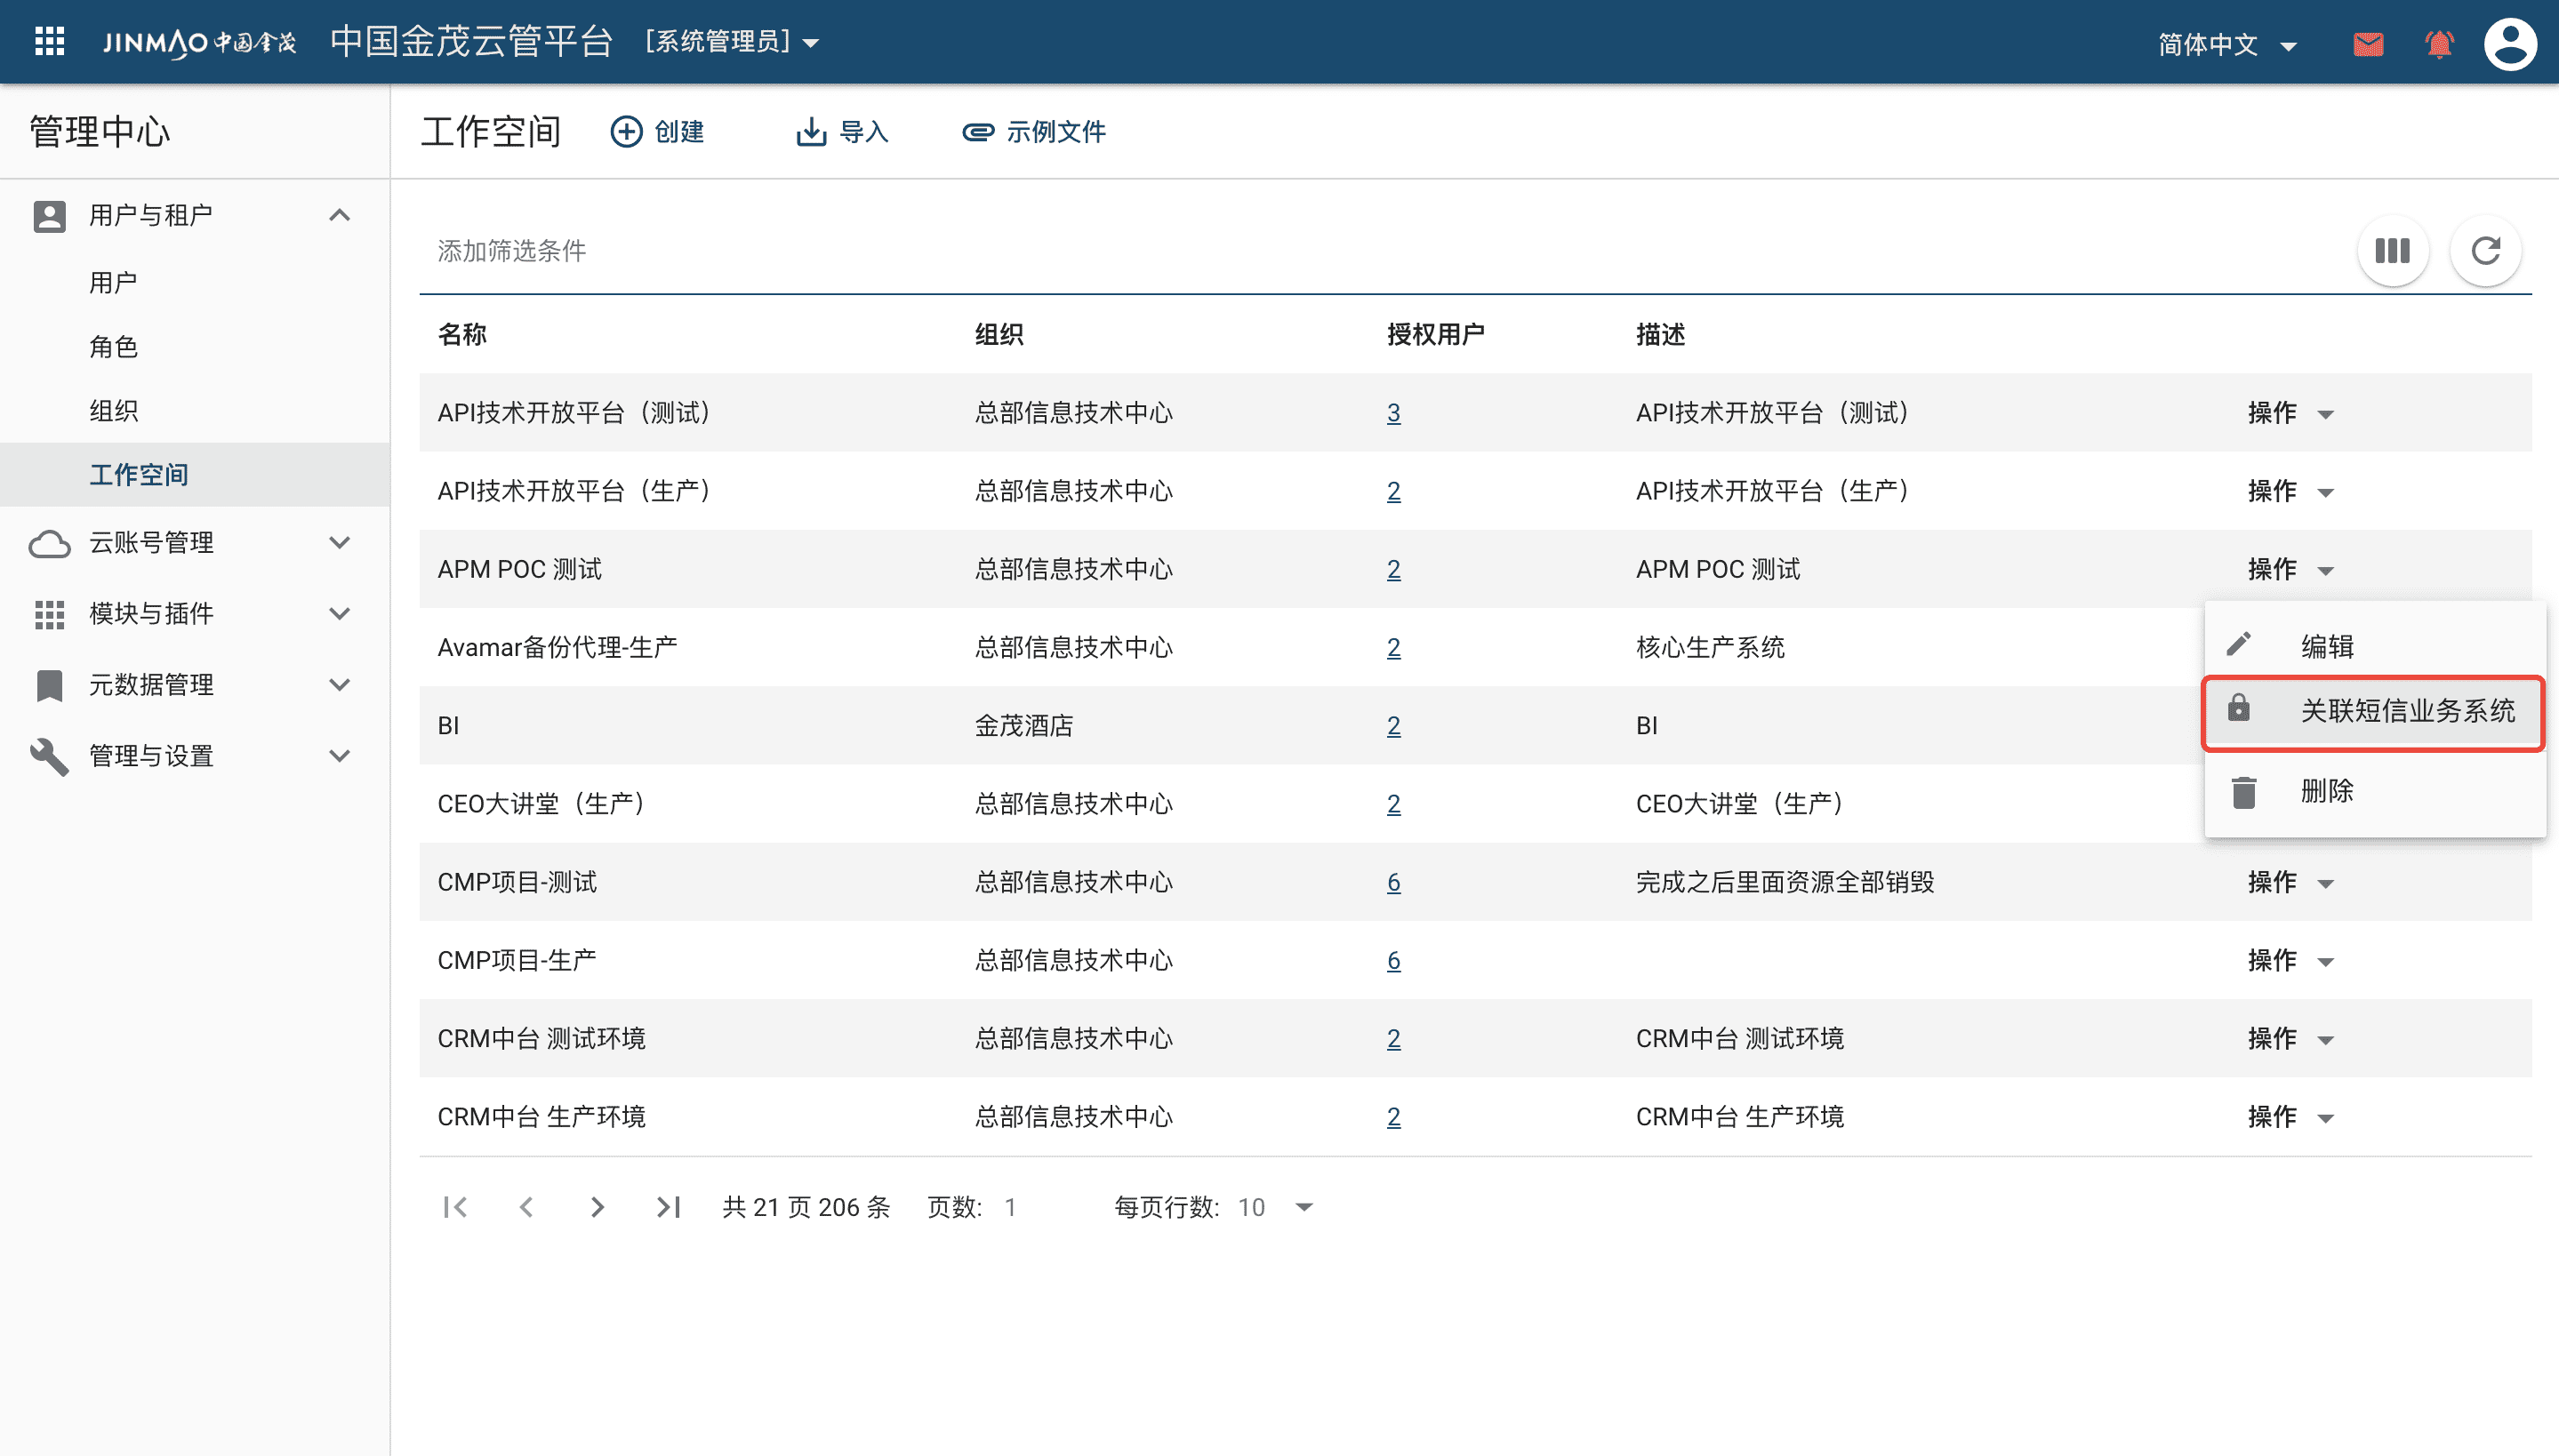 JINMAO 中国金茂 中国金茂云管平台 [系统管理员] 简体中文
管理中心
用户与租户
用户
角色
组织
工作空间
云账号管理
模块与插件
元数据管理
管理与设置
工作空间 创建 导入 示例文件
添加筛选条件
名称 组织 授权用户 描述
API技术开放平台（测试） 总部信息技术中心 3 API技术开放平台（测试） 操作
API技术开放平台（生产） 总部信息技术中心 2 API技术开放平台（生产） 操作
APM POC 测试 总部信息技术中心 2 APM POC 测试 操作
Avamar备份代理-生产 总部信息技术中心 2 核心生产系统
BI 金茂酒店 2 BI
CEO大讲堂（生产） 总部信息技术中心 2 CEO大讲堂（生产）
CMP项目-测试 总部信息技术中心 6 完成之后里面资源全部销毁 操作
CMP项目-生产 总部信息技术中心 6 操作
CRM中台 测试环境 总部信息技术中心 2 CRM中台 测试环境 操作
CRM中台 生产环境 总部信息技术中心 2 CRM中台 生产环境 操作
编辑
关联短信业务系统
删除
共 21 页 206 条 页数: 1 每页行数: 10